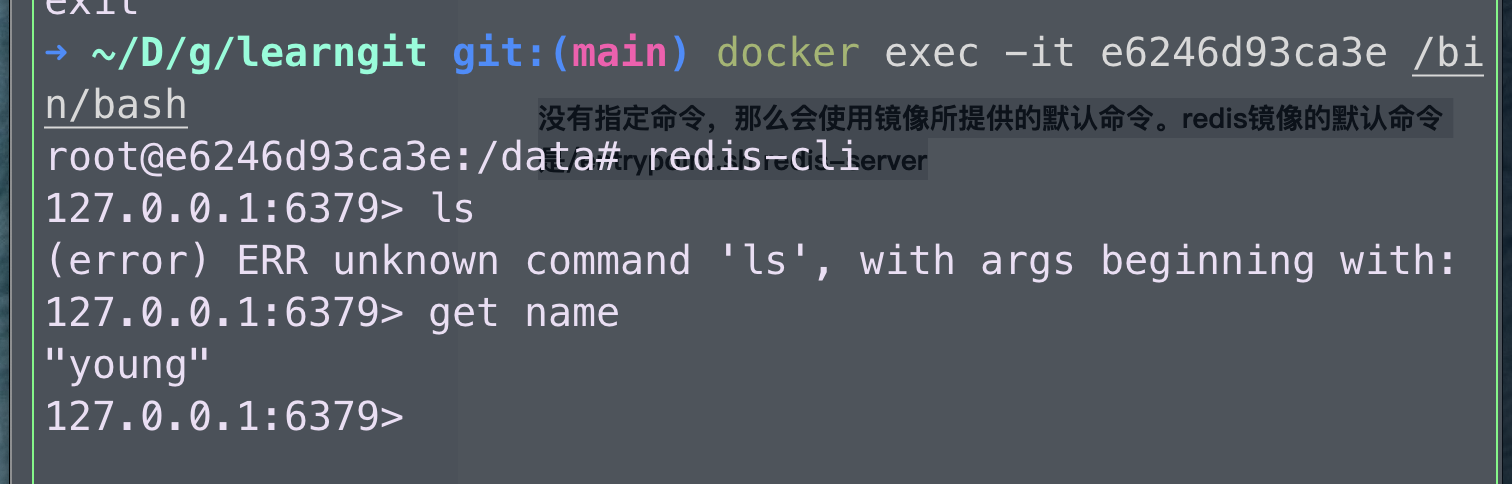 exit
→ ~/D/g/learngit git:(main) docker exec -it e6246d93ca3e /bi
n/bash
没有指定命令，那么会使用镜像所提供的默认命令。redis镜像的默认命令
root@e6246d93ca3e:/data# redis-cli
redis-server
127.0.0.1:6379> ls
(error) ERR unknown command 'ls', with args beginning with:
127.0.0.1:6379> get name
"young"
127.0.0.1:6379>